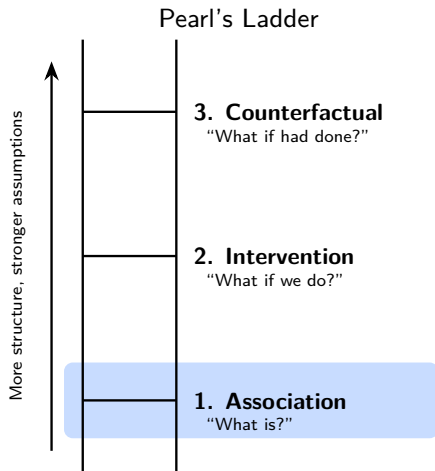 Pearl's Ladder
More structure, stronger assumptions
3. Counterfactual
“What if had done?”
2. Intervention
“What if we do?”
1. Association
“What is?”